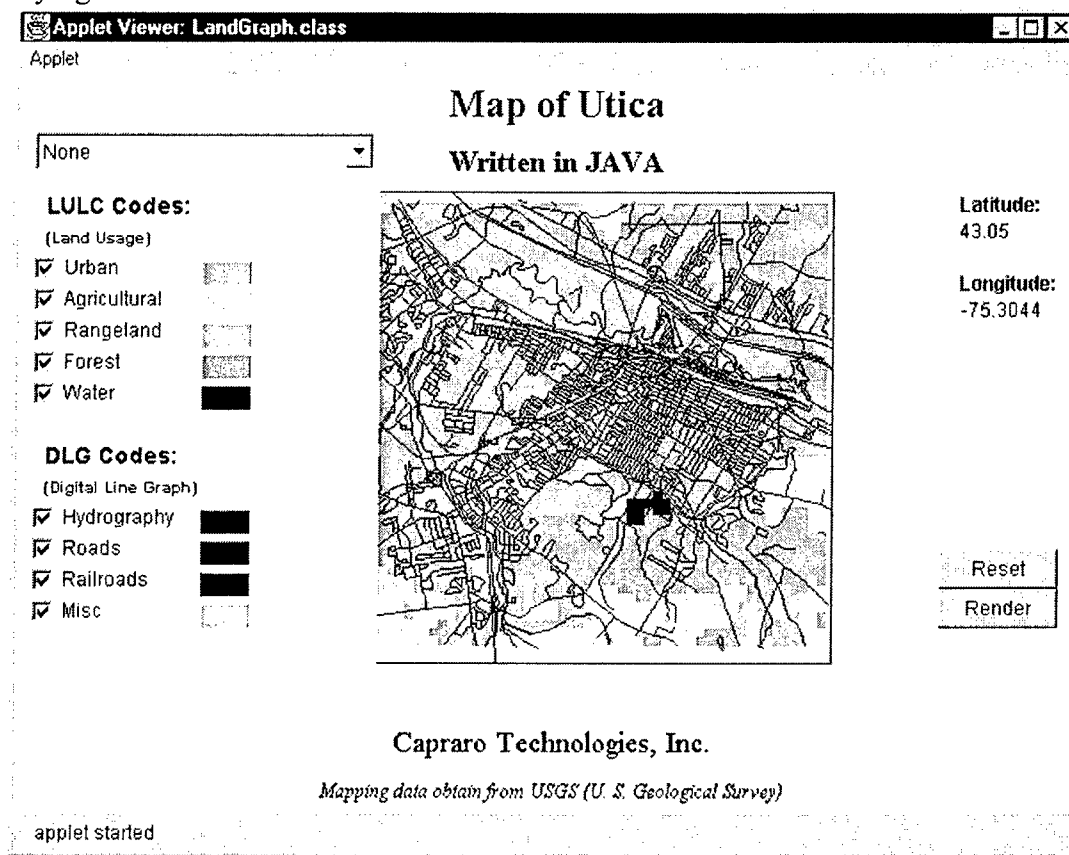 Applet Viewer: LandGraph.class
Applet
Map of Utica
None
Written in JAVA
LULC Codes:
(Land Usage)
Urban
Agricultural
Rangeland
Forest
Water
DLG Codes:
(Digital Line Graph)
Hydrography
Roads
Railroads
Misc
Latitude:
43.05
Longitude:
-75.3044
Reset
Render
Capraro Technologies, Inc.
Mapping data obtain from USGS (U. S. Geological Survey)
applet started